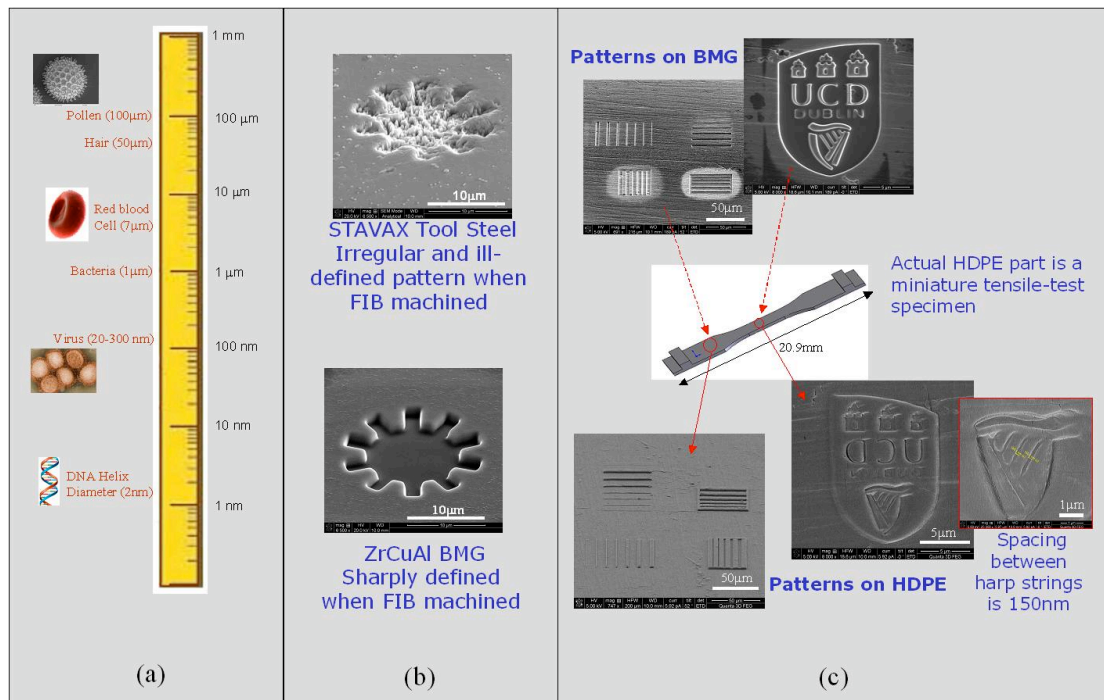 1 mm
Pollen (100µm)
100 µm
Hair (50µm)
10 µm
Red blood
Cell (7µm)
Bacteria (1µm)
1 µm
Virus (20-300 nm)
100 nm
10 nm
DNA Helix
Diameter (2nm)
1 nm
(a)
10µm
STAVAX Tool Steel
Irregular and ill-
defined pattern when
FIB machined
10µm
ZrCuAl BMG
Sharply defined
when FIB machined
(b)
Patterns on BMG
50µm
UCD
DUBLIN
Actual HDPE part is a
miniature tensile-test
specimen
20.9mm
50µm
5µm
Patterns on HDPE
1µm
Spacing
between
harp strings
is 150nm
(c)